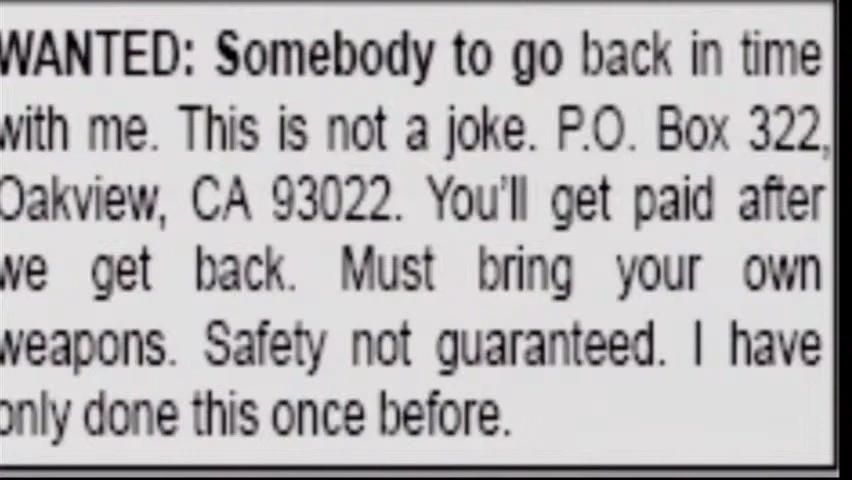 WANTED: Somebody to go back in time
with me. This is not a joke. P.O. Box 322,
Oakview, CA 93022. You'll get paid after
we get back. Must bring your own
weapons. Safety not guaranteed. I have
only done this once before.